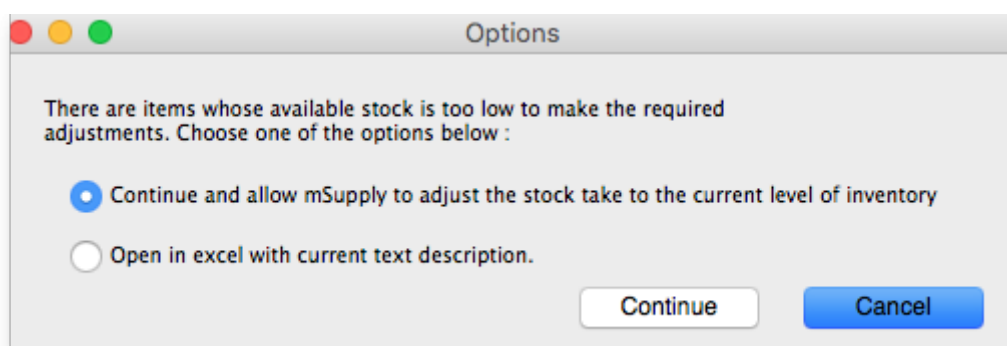 Options
There are items whose available stock is too low to make the required
adjustments. Choose one of the options below :
Continue and allow mSupply to adjust the stock take to the current level of inventory
Open in excel with current text description.
Continue
Cancel